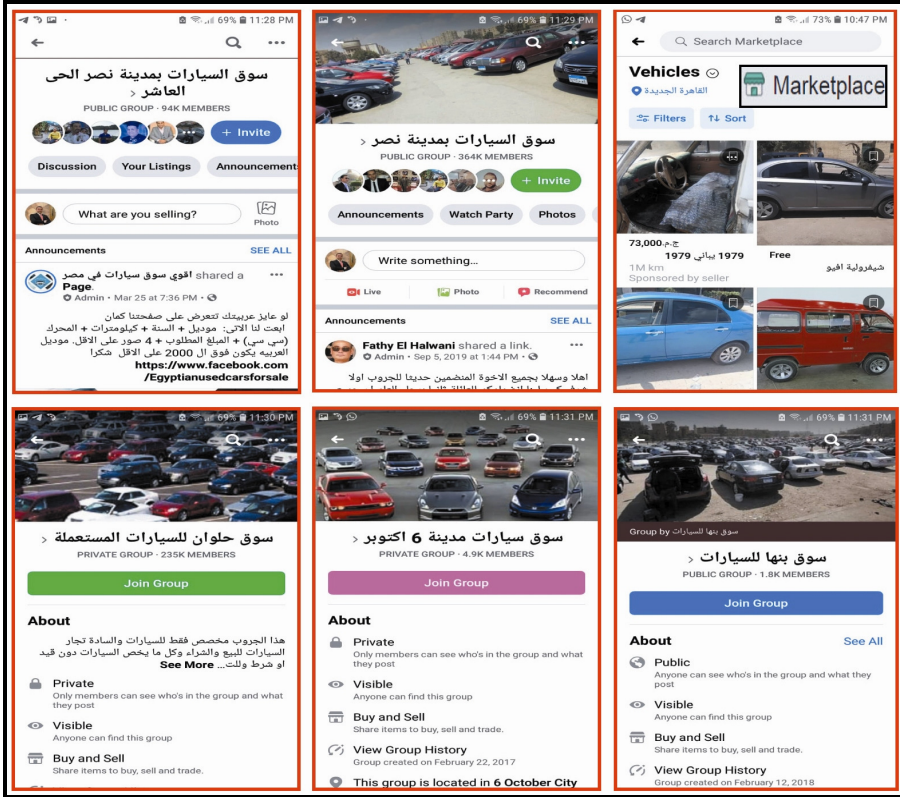 69% 11:28 PM
سوق السيارات بمدينة نصر الحى
العاشر
PUBLIC GROUP · 94K MEMBERS
+ Invite
Discussion
Your Listings
Announcement
What are you selling?
Photo
Announcements
SEE ALL
اقوي سوق سيارات في مصر shared a
Page.
Admin · Mar 25 at 7:36 PM ·
لو عايز عربيتك تتعرض على صفحتنا كمان
ابعت لنا الاتى: موديل + السنة + كيلومترات + المحرك
(سي سي) + المبلغ المطلوب + 4 صور على الاقل. موديل
العربيه يكون فوق ال 2000 على الاقل شكرا
https://www.facebook.com
/Egyptianusedcarsforsale
69% 11:29 PM
سوق السيارات بمدينة نصر
PUBLIC GROUP · 364K MEMBERS
+ Invite
Announcements
Watch Party
Photos
Write something...
Live
Photo
Recommend
Announcements
SEE ALL
Fathy El Halwani shared a link.
Admin · Sep 5, 2019 at 1:44 PM ·
اهلا وسهلا بجميع الاخوة المنضمين حديثا للجروب اولا
73% 10:47 PM
Search Marketplace
Vehicles
القاهرة الجديدة
Marketplace
Filters
Sort
ج.م.73,000
1979 يباني 1979
1M km
Sponsored by seller
Free
شيفرولية افيو
69% 11:30 PM
سوق حلوان للسيارات المستعملة
PRIVATE GROUP · 235K MEMBERS
Join Group
About
هذا الجروب مخصص فقط للسيارات والسادة تجار
السيارات للبيع والشراء وكل ما يخص السيارات دون قيد
او شرط وللت... See More
Private
Only members can see who's in the group and what
they post
Visible
Anyone can find this group
Buy and Sell
Share items to buy, sell and trade.
69% 11:31 PM
سوق سيارات مدينة 6 اكتوبر
PRIVATE GROUP · 4.9K MEMBERS
Join Group
About
Private
Only members can see who's in the group and what
they post
Visible
Anyone can find this group
Buy and Sell
Share items to buy, sell and trade.
View Group History
Group created on February 22, 2017
This group is located in 6 October City
69% 11:31 PM
Group by سوق بنها للسيارات
سوق بنها للسيارات
PUBLIC GROUP · 1.8K MEMBERS
Join Group
About
See All
Public
Anyone can see who's in the group and what they
post
Visible
Anyone can find this group
Buy and Sell
Share items to buy, sell and trade.
View Group History
Group created on February 12, 2018